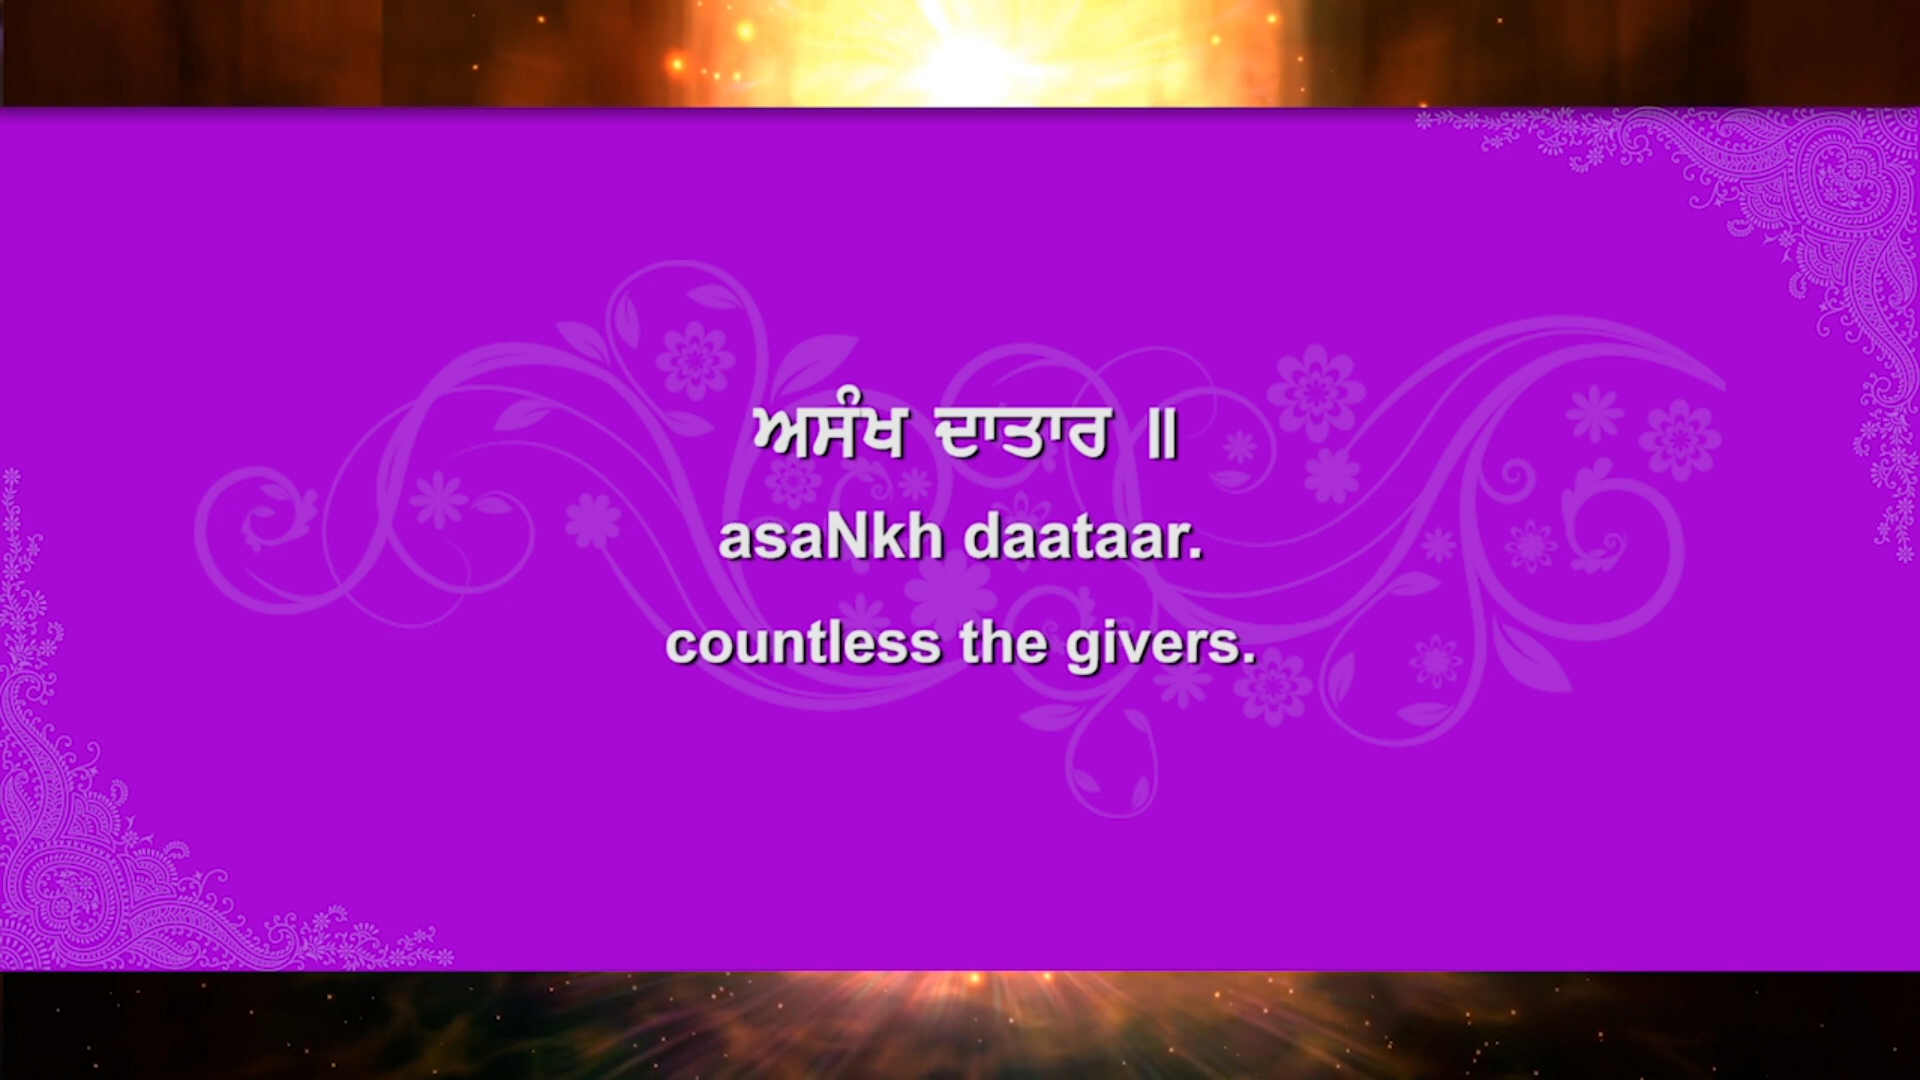 ਅਸੰਖ ਦਾਤਾਰ ॥
asaNkh daataar.
countless the givers.